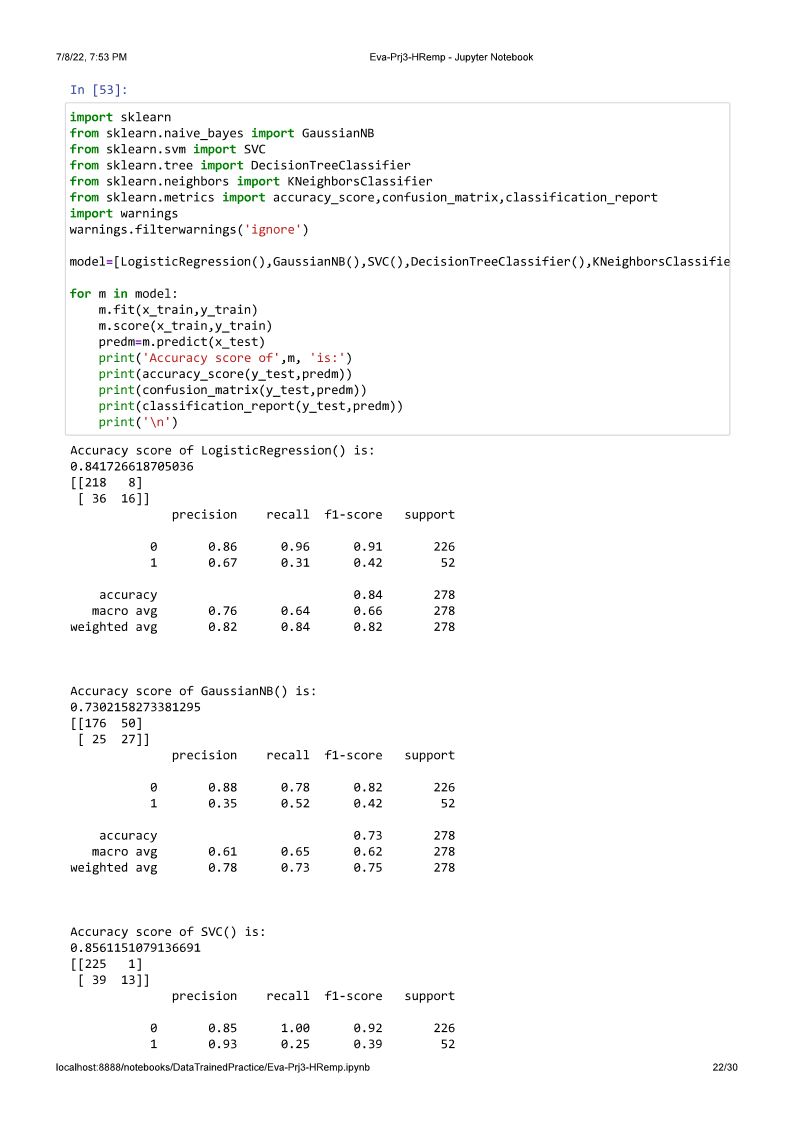 7/8/22, 7:53 PM Eva-Prj3-HRemp - Jupyter Notebook
In [53]:
import sklearn
from sklearn.naive_bayes import GaussianNB
from sklearn.svm import SVC
from sklearn.tree import DecisionTreeClassifier
from sklearn.neighbors import KNeighborsClassifier
from sklearn.metrics import accuracy_score,confusion_matrix,classification_report
import warnings
warnings.filterwarnings('ignore')
model=[LogisticRegression(),GaussianNB(),SVC(),DecisionTreeClassifier(),KNeighborsClassifie
for m in model:
    m.fit(x_train,y_train)
    m.score(x_train,y_train)
    predm=m.predict(x_test)
    print('Accuracy score of',m, 'is:')
    print(accuracy_score(y_test,predm))
    print(confusion_matrix(y_test,predm))
    print(classification_report(y_test,predm))
    print('\n')
Accuracy score of LogisticRegression() is:
0.841726618705036
[[218   8]
 [ 36  16]]
              precision    recall  f1-score   support
           0       0.86      0.96      0.91       226
           1       0.67      0.31      0.42        52
    accuracy                           0.84       278
   macro avg       0.76      0.64      0.66       278
weighted avg       0.82      0.84      0.82       278
Accuracy score of GaussianNB() is:
0.7302158273381295
[[176  50]
 [ 25  27]]
              precision    recall  f1-score   support
           0       0.88      0.78      0.82       226
           1       0.35      0.52      0.42        52
    accuracy                           0.73       278
   macro avg       0.61      0.65      0.62       278
weighted avg       0.78      0.73      0.75       278
Accuracy score of SVC() is:
0.8561151079136691
[[225   1]
 [ 39  13]]
              precision    recall  f1-score   support
           0       0.85      1.00      0.92       226
           1       0.93      0.25      0.39        52
localhost:8888/notebooks/DataTrainedPractice/Eva-Prj3-HRemp.ipynb 22/30